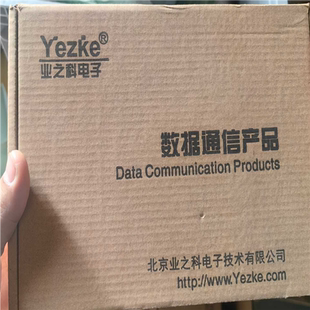 Yezke®
业之科电子
数据通信产品
Data Communication Products
北京业之科电子技术有限公司
http://www.Yezke.com